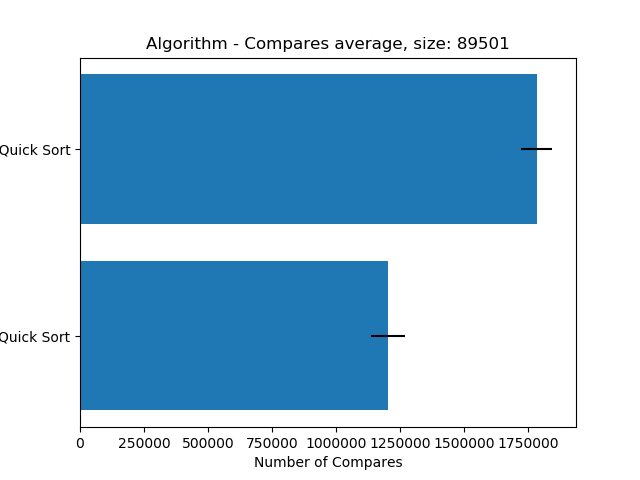 Algorithm - Compares average, size: 89501
Quick Sort
Quick Sort
0 250000 500000 750000 1000000 1250000 1500000 1750000
Number of Compares